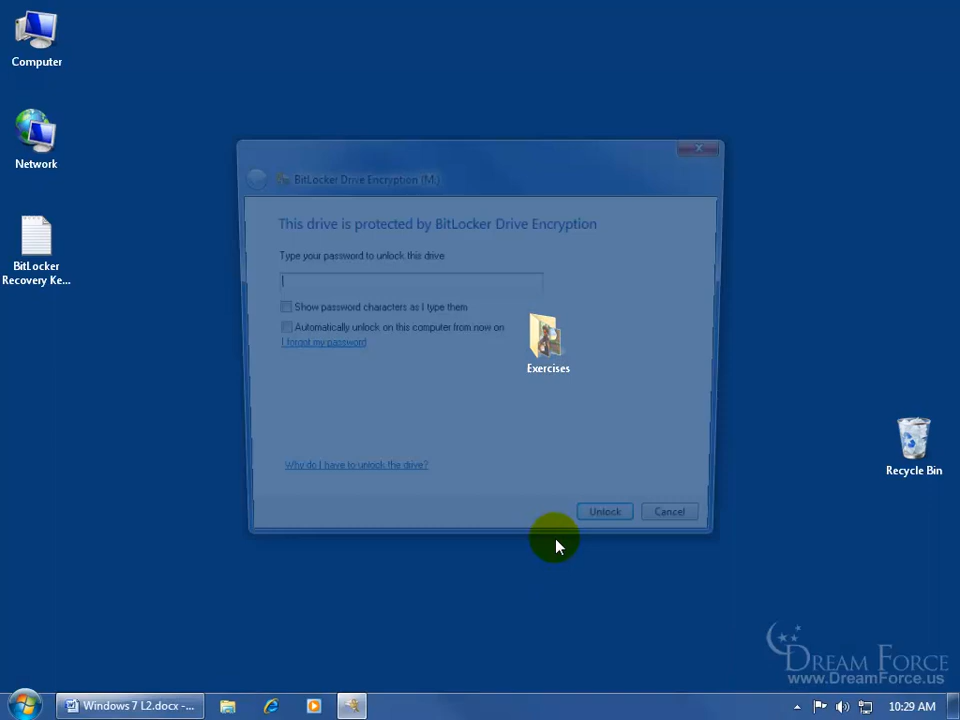 Computer
Network
BitLocker
Recovery Ke...
BitLocker Drive Encryption (M:)
This drive is protected by BitLocker Drive Encryption
Type your password to unlock this drive
Show password characters as I type them
Automatically unlock on this computer from now on
I forgot my password
Exercises
Why do I have to unlock the drive?
Unlock
Cancel
Recycle Bin
DREAM FORCE
www.DreamForce.us
Windows 7 L2.docx -...
10:29 AM